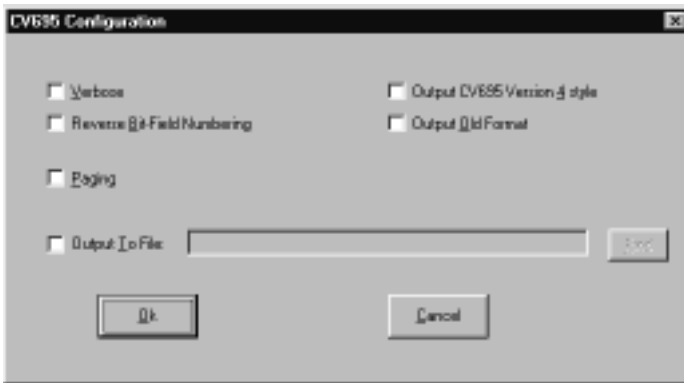 CV695 Configuration
Verbose
Output CV695 Version 4 style
Reverse Bit-Field Numbering
Output Old Format
Paging
Output To File:
Ok
Cancel